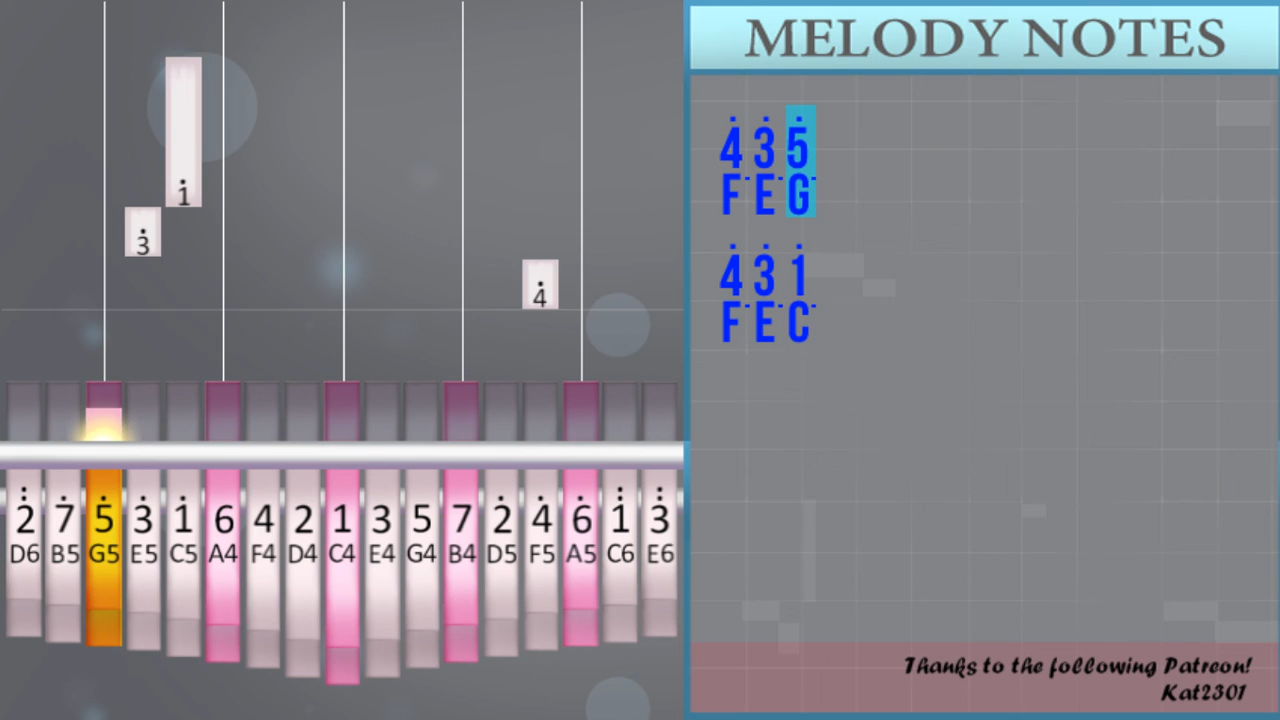 MELODY NOTES
4̇ 3̇ 5̇
F˙ E˙ G˙
4̇ 3̇ 1̇
F˙ E˙ C˙
1̇
3̇
4̇
2̈ 7̇ 5̇ 3̇ 1̇ 6 4 2 1 3 5 7 2̇ 4̇ 6̇ 1̈ 3̈
D6 B5 G5 E5 C5 A4 F4 D4 C4 E4 G4 B4 D5 F5 A5 C6 E6
Thanks to the following Patreon!
Kat2301